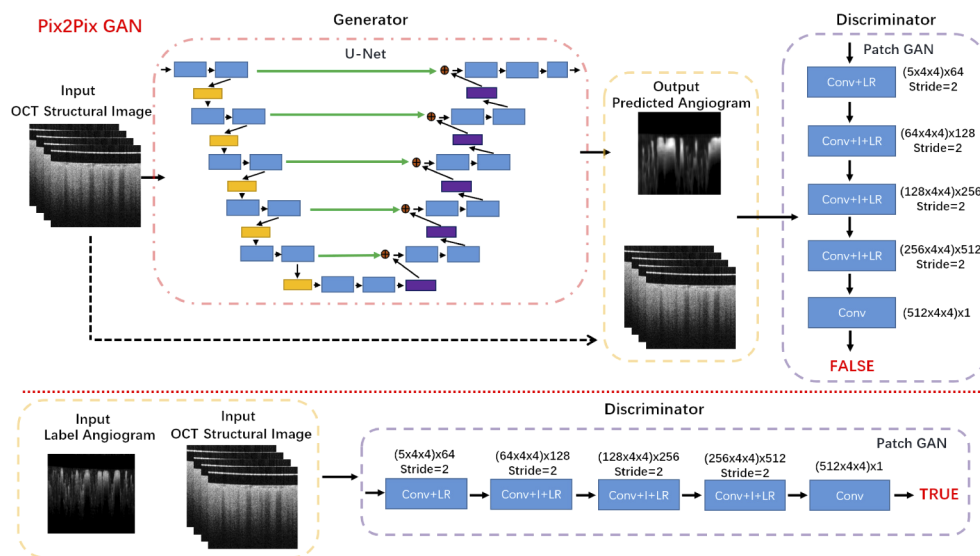 Pix2Pix GAN
Generator
Discriminator
U-Net
Patch GAN
Input
OCT Structural Image
Output
Predicted Angiogram
Conv+LR
(5x4x4)x64
Stride=2
Conv+I+LR
(64x4x4)x128
Stride=2
Conv+I+LR
(128x4x4)x256
Stride=2
Conv+I+LR
(256x4x4)x512
Stride=2
Conv
(512x4x4)x1
FALSE
Input
Label Angiogram
Input
OCT Structural Image
Discriminator
Patch GAN
(5x4x4)x64
Stride=2
(64x4x4)x128
Stride=2
(128x4x4)x256
Stride=2
(256x4x4)x512
Stride=2
(512x4x4)x1
Conv+LR
Conv+I+LR
Conv+I+LR
Conv+I+LR
Conv
TRUE